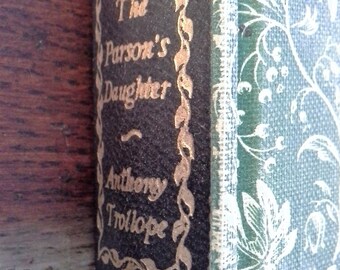 The
Parson's
Daughter
~
Anthony
Trollope